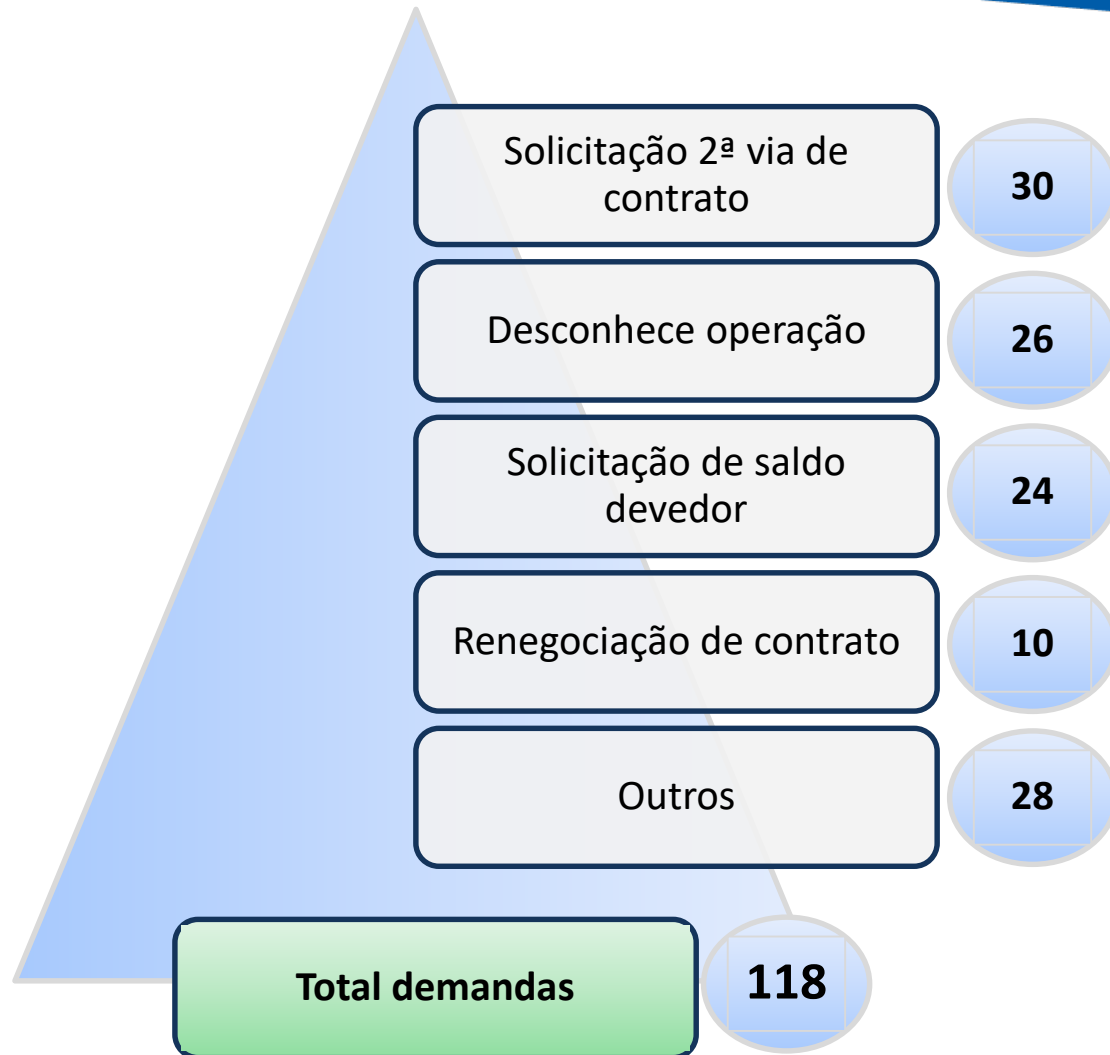 Solicitação 2ª via de
contrato
30
Desconhece operação
26
Solicitação de saldo
devedor
24
Renegociação de contrato
10
Outros
28
Total demandas
118